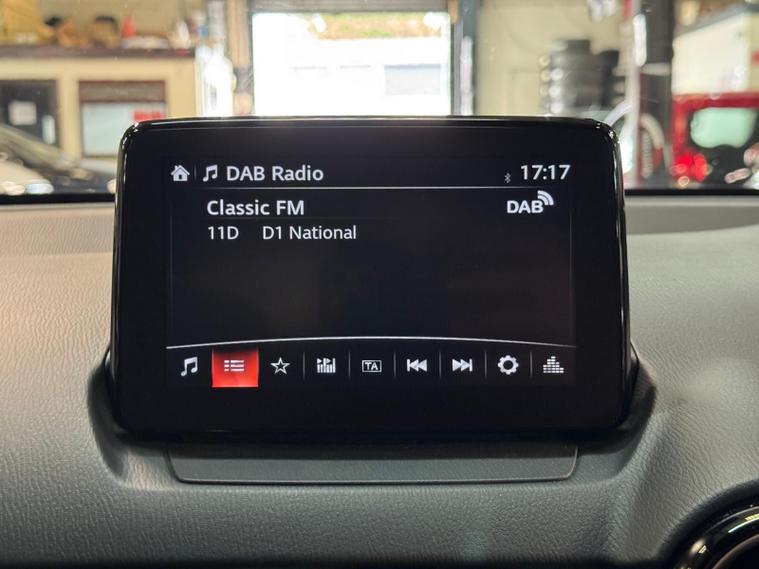 DAB Radio 17:17
Classic FM DAB
11D D1 National
TA